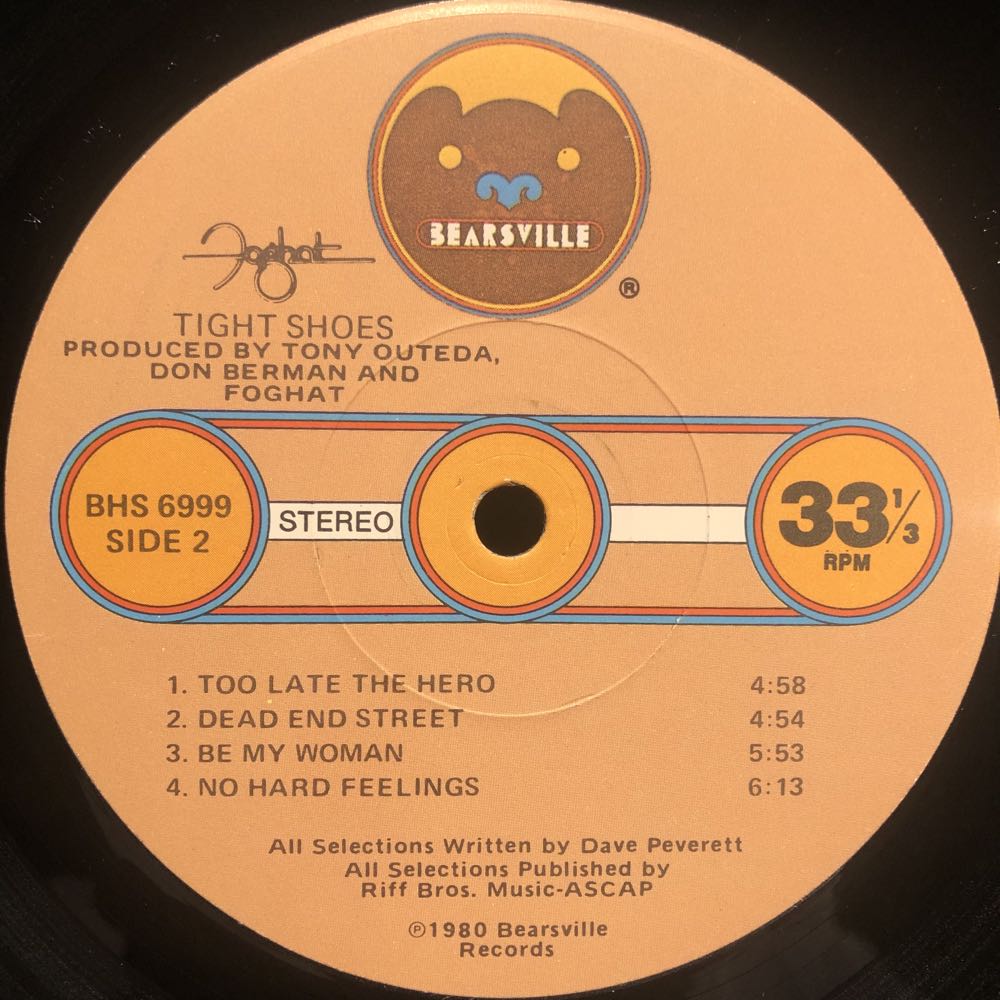 BEARSVILLE
®
Foghat
TIGHT SHOES
PRODUCED BY TONY OUTEDA,
DON BERMAN AND
FOGHAT
BHS 6999
SIDE 2
STEREO
33 1/3
RPM
1. TOO LATE THE HERO 4:58
2. DEAD END STREET 4:54
3. BE MY WOMAN 5:53
4. NO HARD FEELINGS 6:13
All Selections Written by Dave Peverett
All Selections Published by
Riff Bros. Music-ASCAP
℗1980 Bearsville
Records